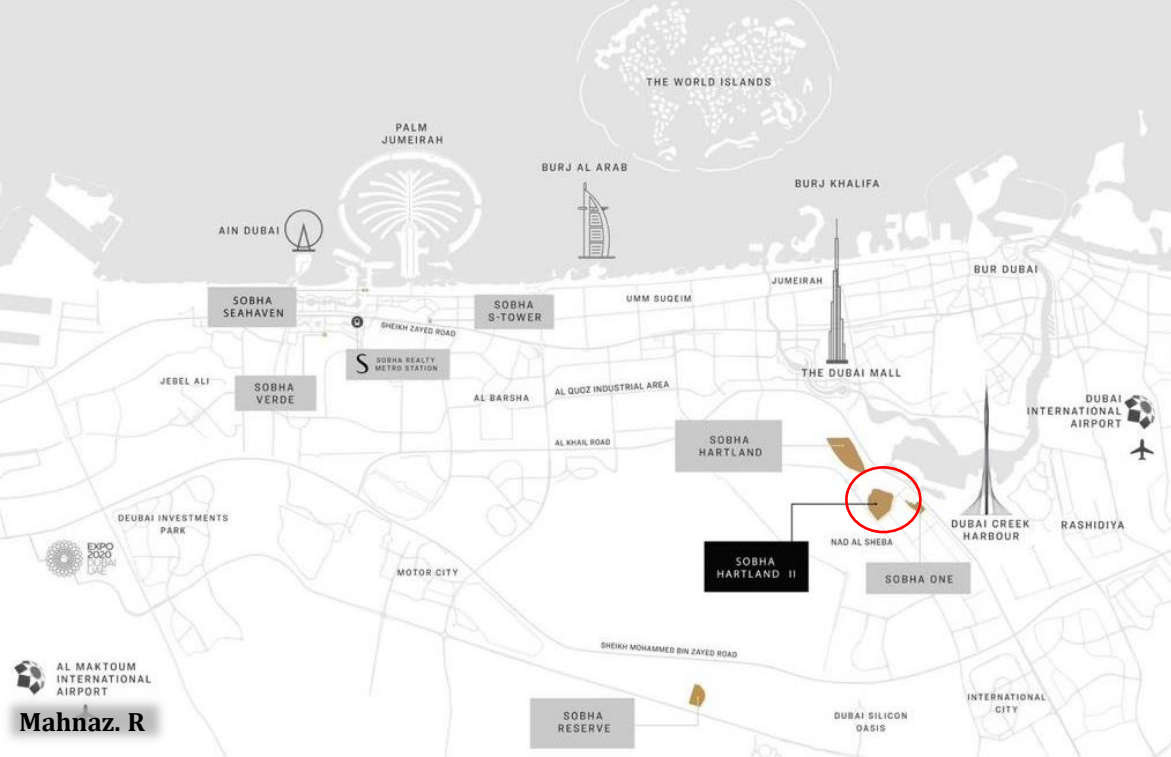 THE WORLD ISLANDS
PALM
JUMEIRAH
BURJ AL ARAB
BURJ KHALIFA
AIN DUBAI
BUR DUBAI
JUMEIRAH
SOBHA
SEAHAVEN
SOBHA
S-TOWER
UMM SUQEIM
SHEIKH ZAYED ROAD
S SOBHA REALTY
METRO STATION
THE DUBAI MALL
JEBEL ALI
SOBHA
VERDE
AL BARSHA
AL QUOZ INDUSTRIAL AREA
DUBAI
INTERNATIONAL
AIRPORT
AL KHAIL ROAD
SOBHA
HARTLAND
DEUBAI INVESTMENTS
PARK
DUBAI CREEK
HARBOUR
RASHIDIYA
NAD AL SHEBA
EXPO
2020
DUBAI
UAE
MOTOR CITY
SOBHA
HARTLAND II
SOBHA ONE
SHEIKH MOHAMMED BIN ZAYED ROAD
AL MAKTOUM
INTERNATIONAL
AIRPORT
INTERNATIONAL
CITY
SOBHA
RESERVE
DUBAI SILICON
OASIS
Mahnaz. R